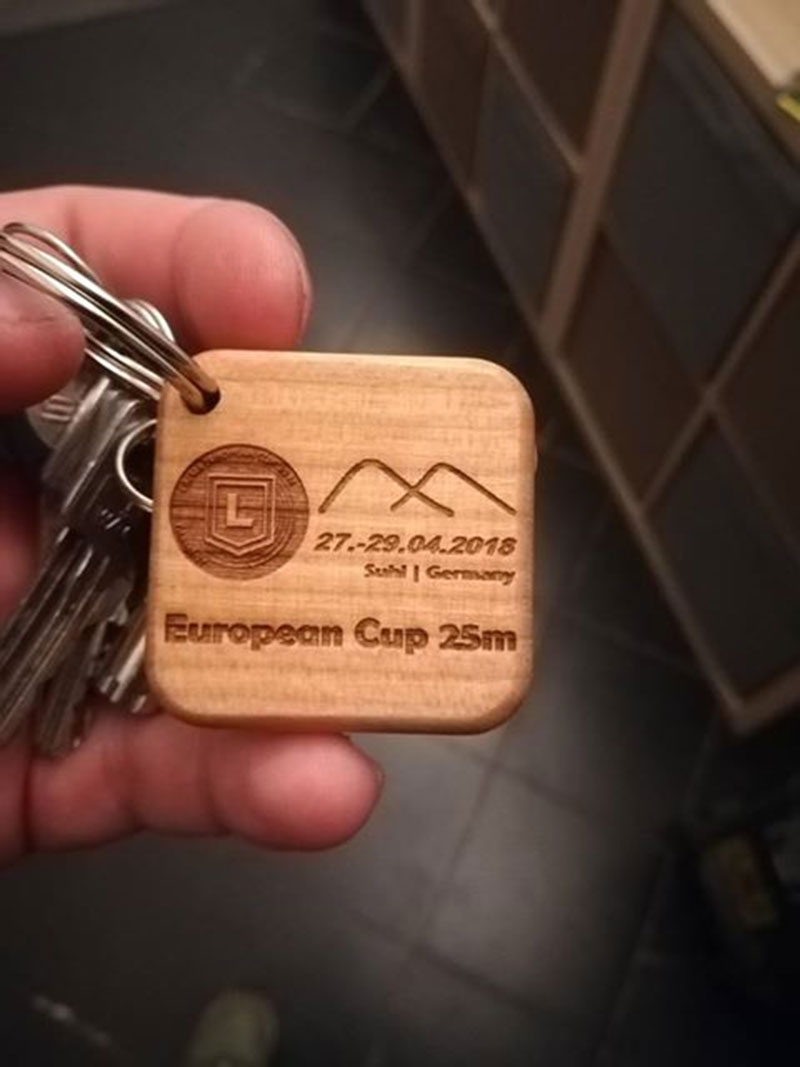 L
27.-29.04.2018
Suhl | Germany
European Cup 25m